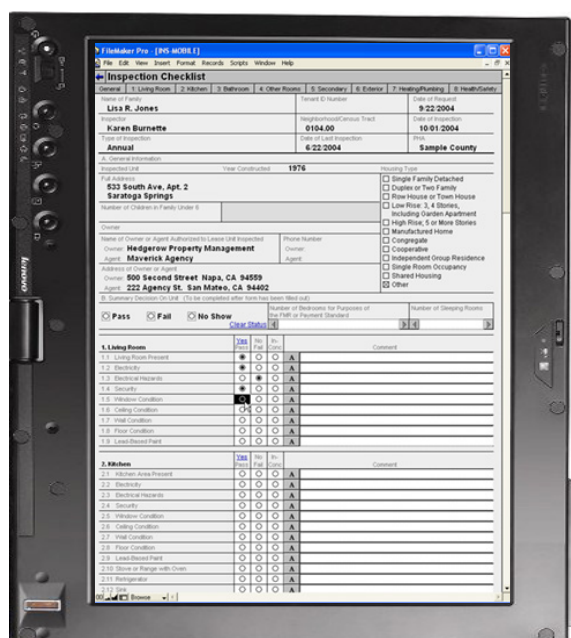 FileMaker Pro - [INS-MOBILE]
File Edit View Insert Format Records Scripts Window Help
Inspection Checklist
General 1: Living Room 2: Kitchen 3: Bathroom 4: Other Rooms 5: Secondary 6: Exterior 7: Heating/Plumbing 8: Health/Safety
Name of Family Tenant ID Number Date of Request
Lisa R. Jones 9/22/2004
Inspector Neighborhood/Census Tract Date of Inspection
Karen Burnette 0104.00 10/01/2004
Type of Inspection Date of Last Inspection PHA
Annual 6/22/2004 Sample County
A. General Information
Inspected Unit Year Constructed 1976 Housing Type
Full Address Single Family Detached
533 South Ave, Apt. 2 Duplex or Two Family
Saratoga Springs Row House or Town House
Number of Children in Family Under 6 Low Rise: 3, 4 Stories,
Including Garden Apartment
High Rise; 5 or More Stories
Owner Manufactured Home
Name of Owner or Agent Authorized to Lease Unit Inspected Phone Number Congregate
Owner: Hedgerow Property Management Owner: Cooperative
Agent: Maverick Agency Agent: Independent Group Residence
Address of Owner or Agent Single Room Occupancy
Owner: 500 Second Street Napa, CA 94559 Shared Housing
Agent: 222 Agency St. San Mateo, CA 94402 Other
B. Summary Decision On Unit (To be completed after form has been filled out)
Pass Fail No Show Number of Bedrooms for Purposes of Number of Sleeping Rooms
the FMR or Payment Standard
Clear Status
1. Living Room Yes Pass No Fail In-Conc. Comment
1.1 Living Room Present A
1.2 Electricity A
1.3 Electrical Hazards A
1.4 Security A
1.5 Window Condition A
1.6 Ceiling Condition A
1.7 Wall Condition A
1.8 Floor Condition A
1.9 Lead-Based Paint A
2. Kitchen Yes Pass No Fail In-Conc. Comment
2.1 Kitchen Area Present A
2.2 Electricity A
2.3 Electrical Hazards A
2.4 Security A
2.5 Window Condition A
2.6 Ceiling Condition A
2.7 Wall Condition A
2.8 Floor Condition A
2.9 Lead-Based Paint A
2.10 Stove or Range with Oven A
2.11 Refrigerator A
2.12 Sink A
Browse
lenovo